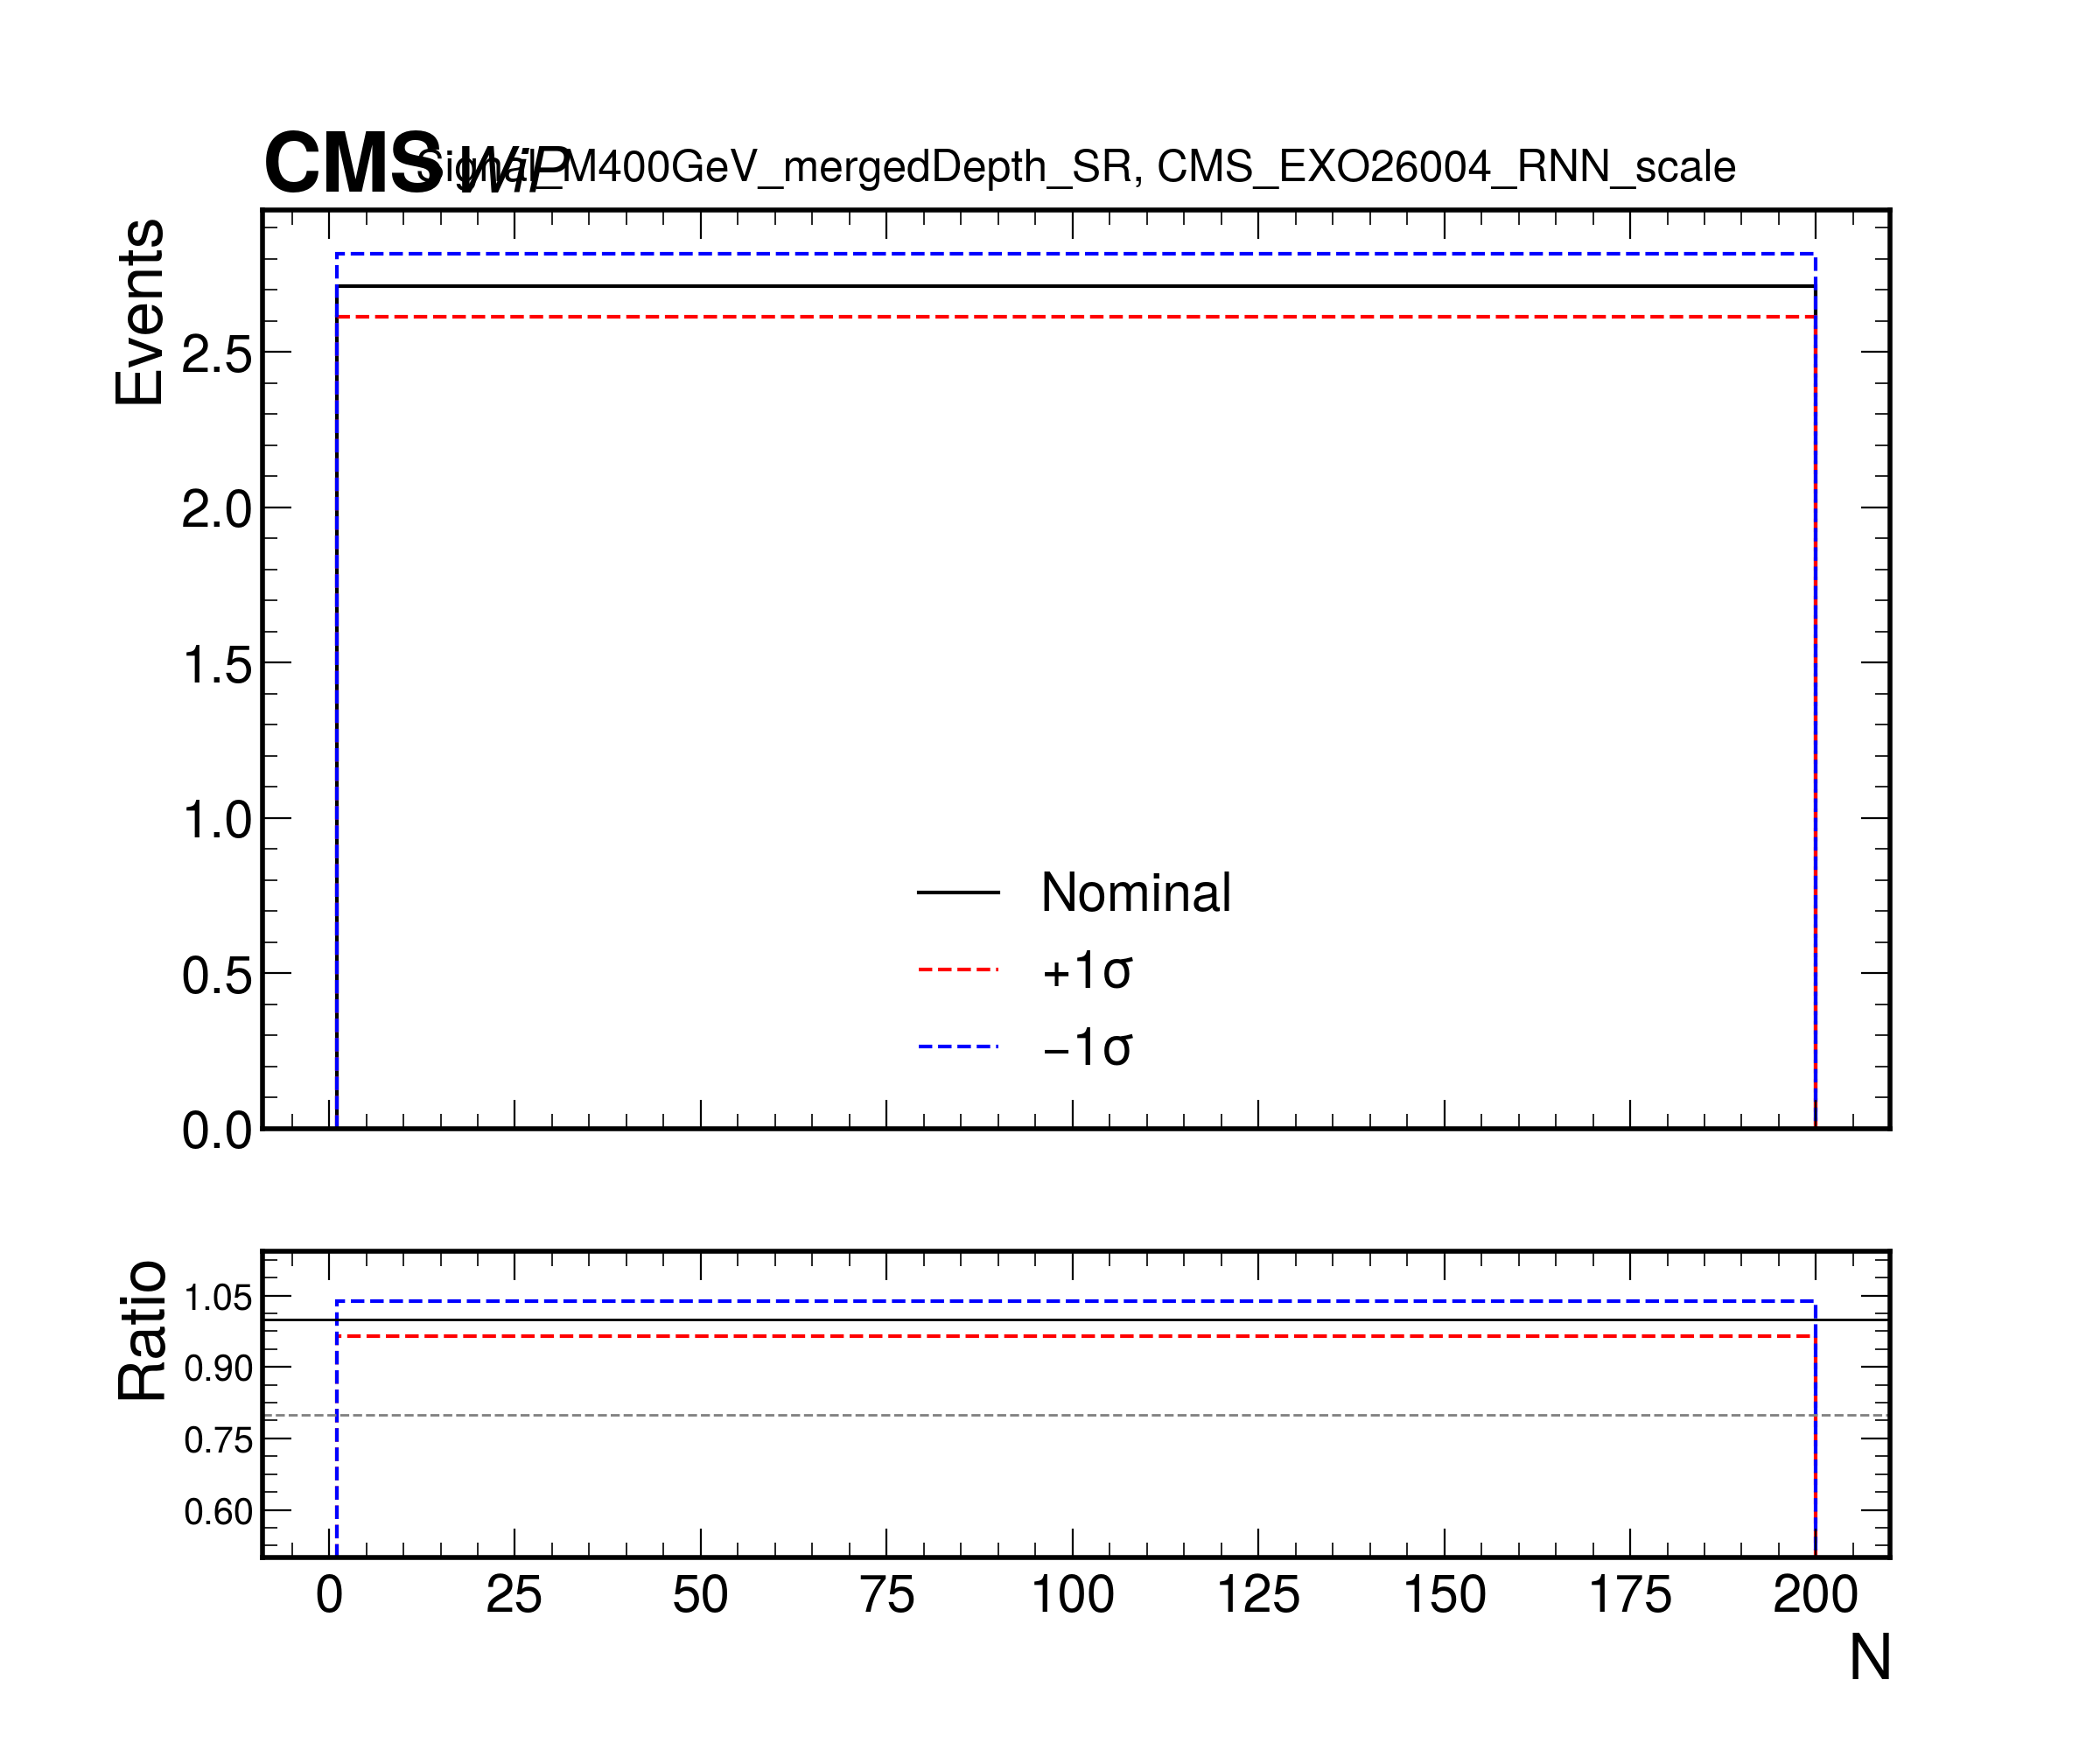 CMS WiP
Signal_M400GeV_mergedDepth_SR, CMS_EXO26004_RNN_scale
Events
2.5
2.0
1.5
1.0
0.5
0.0
Nominal
+1σ
−1σ
Ratio
1.05
0.90
0.75
0.60
0 25 50 75 100 125 150 175 200
N